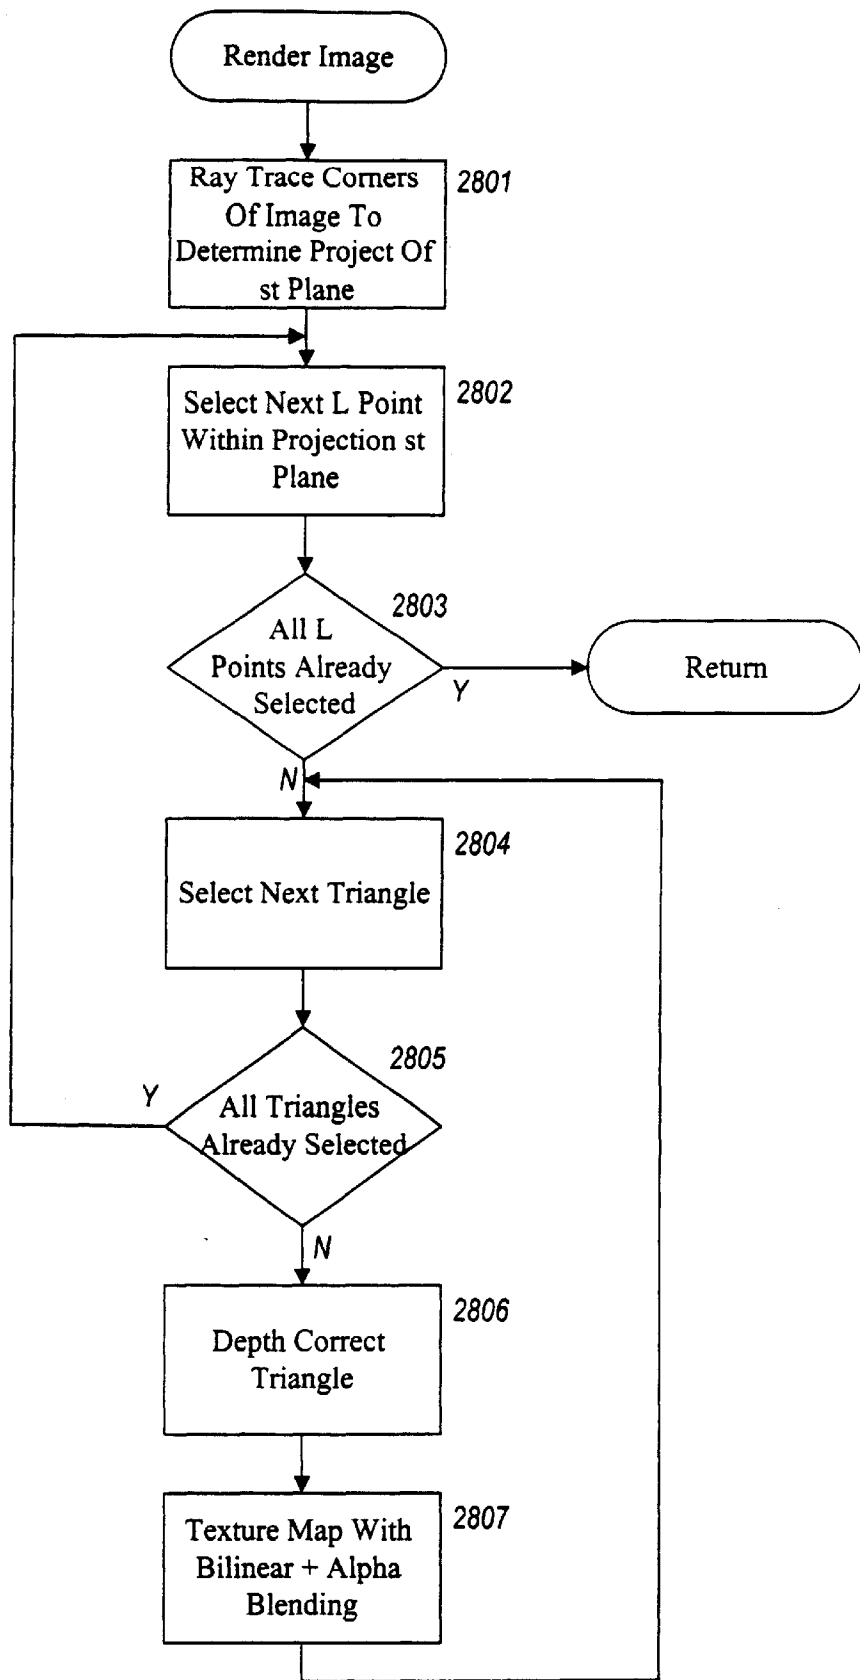 Render Image
2801
Ray Trace Corners
Of Image To
Determine Project Of
st Plane
2802
Select Next L Point
Within Projection st
Plane
2803
All L
Points Already
Selected
Y
Return
N
2804
Select Next Triangle
2805
Y
All Triangles
Already Selected
N
2806
Depth Correct
Triangle
2807
Texture Map With
Bilinear + Alpha
Blending